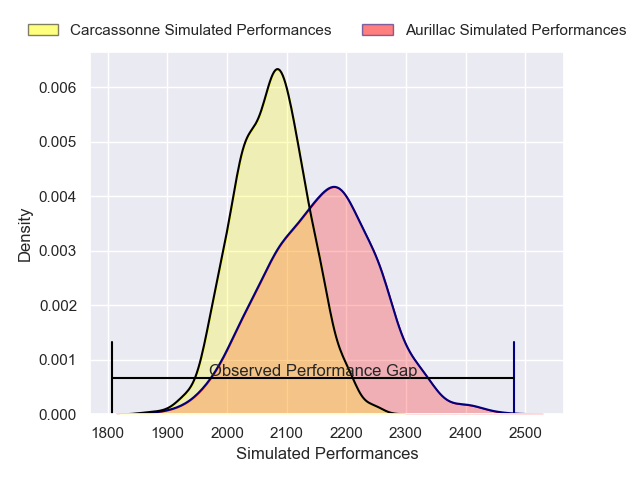 Carcassonne Simulated Performances Aurillac Simulated Performances
0.006
0.005
0.004
0.003
0.002
0.001
0.000
Density
Observed Performance Gap
1800 1900 2000 2100 2200 2300 2400 2500
Simulated Performances